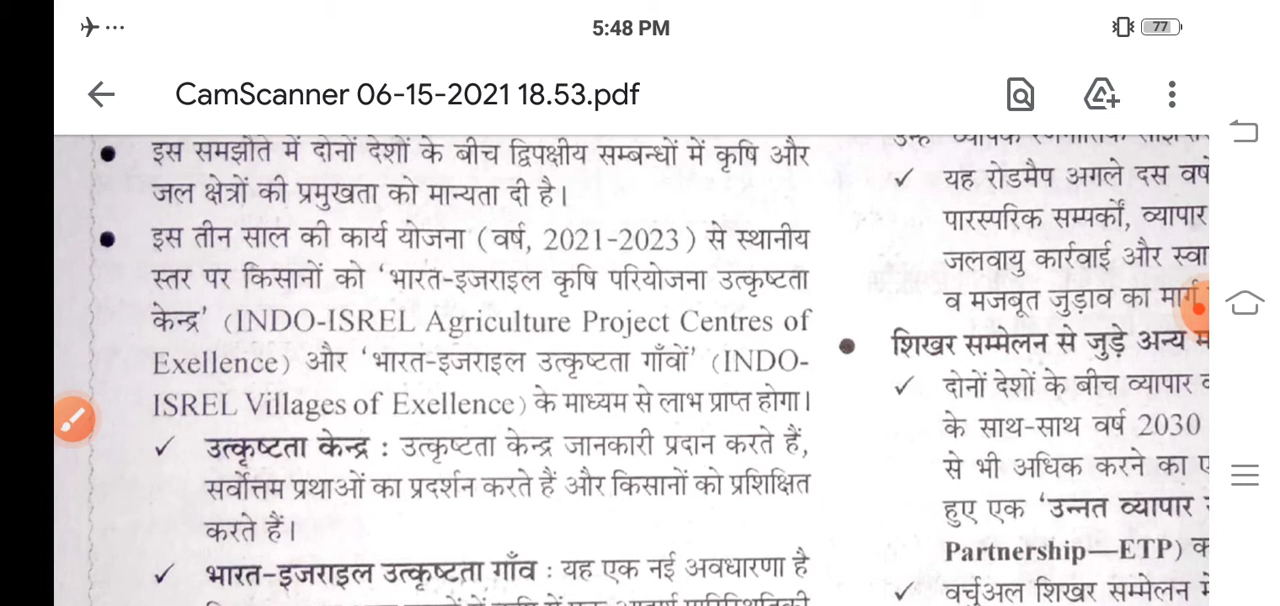 5:48 PM
77
CamScanner 06-15-2021 18.53.pdf
इस समझौते में दोनों देशों के बीच द्विपक्षीय सम्बन्धों में कृषि और
जल क्षेत्रों की प्रमुखता को मान्यता दी है।
इस तीन साल की कार्य योजना (वर्ष, 2021-2023) से स्थानीय
स्तर पर किसानों को 'भारत-इजराइल कृषि परियोजना उत्कृष्टता
केन्द्र' (INDO-ISREL Agriculture Project Centres of
Exellence) और 'भारत-इजराइल उत्कृष्टता गाँवों' (INDO-
ISREL Villages of Exellence) के माध्यम से लाभ प्राप्त होगा।
✓ उत्कृष्टता केन्द्र : उत्कृष्टता केन्द्र जानकारी प्रदान करते हैं,
सर्वोत्तम प्रथाओं का प्रदर्शन करते हैं और किसानों को प्रशिक्षित
करते हैं।
✓ भारत-इजराइल उत्कृष्टता गाँव : यह एक नई अवधारणा है
✓ यह रोडमैप अगले दस वर्ष
पारस्परिक सम्पर्कों, व्यापार
जलवायु कार्रवाई और स्वा
व मजबूत जुड़ाव का मार्ग
शिखर सम्मेलन से जुड़े अन्य म
✓ दोनों देशों के बीच व्यापार
के साथ-साथ वर्ष 2030
से भी अधिक करने का ए
हुए एक 'उन्नत व्यापार
Partnership—ETP) क
✓ वर्चुअल शिखर सम्मेलन में